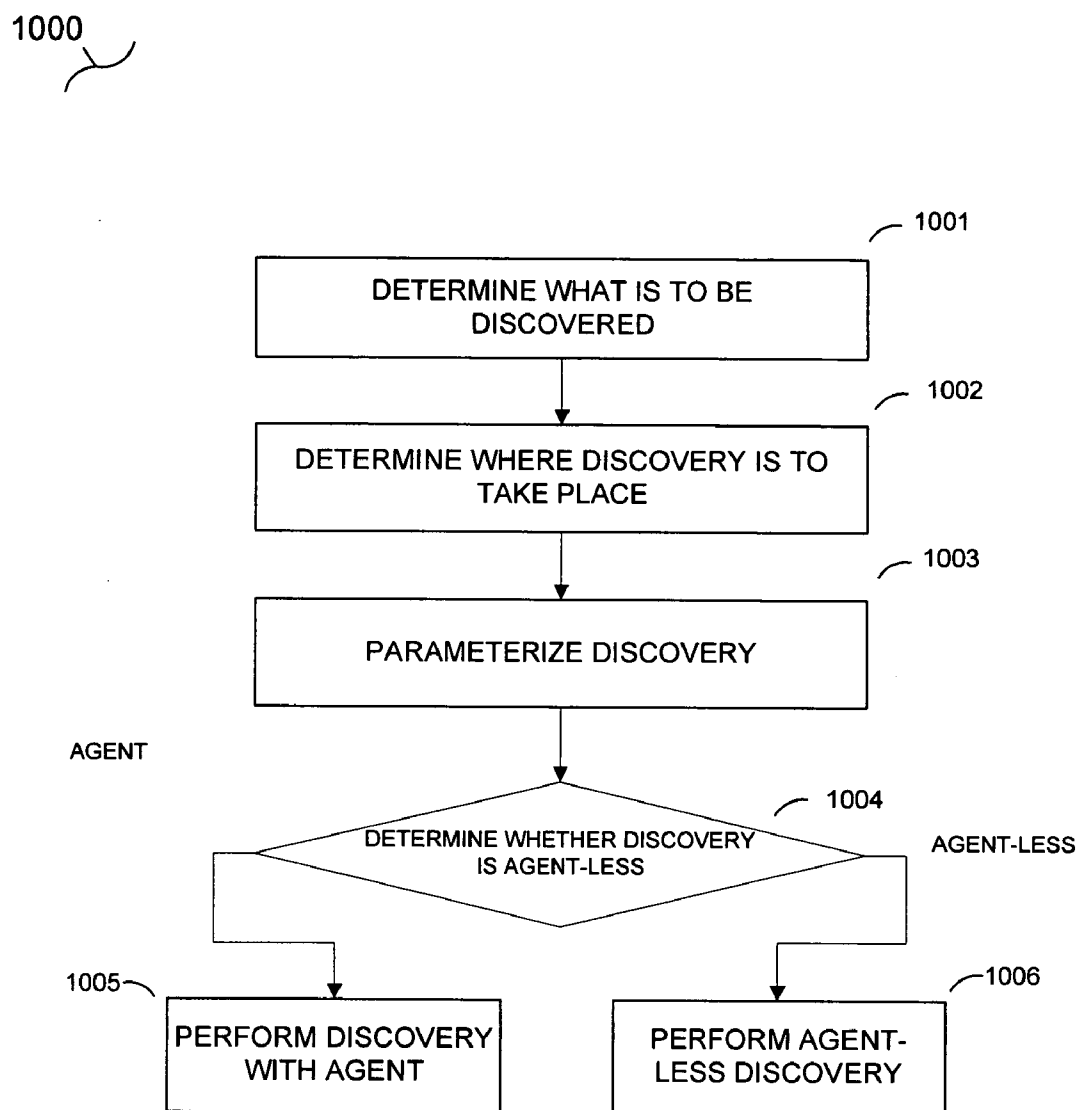 1000
1001
DETERMINE WHAT IS TO BE
DISCOVERED
1002
DETERMINE WHERE DISCOVERY IS TO
TAKE PLACE
1003
PARAMETERIZE DISCOVERY
AGENT
1004
DETERMINE WHETHER DISCOVERY
IS AGENT-LESS
AGENT-LESS
1005
PERFORM DISCOVERY
WITH AGENT
1006
PERFORM AGENT-
LESS DISCOVERY